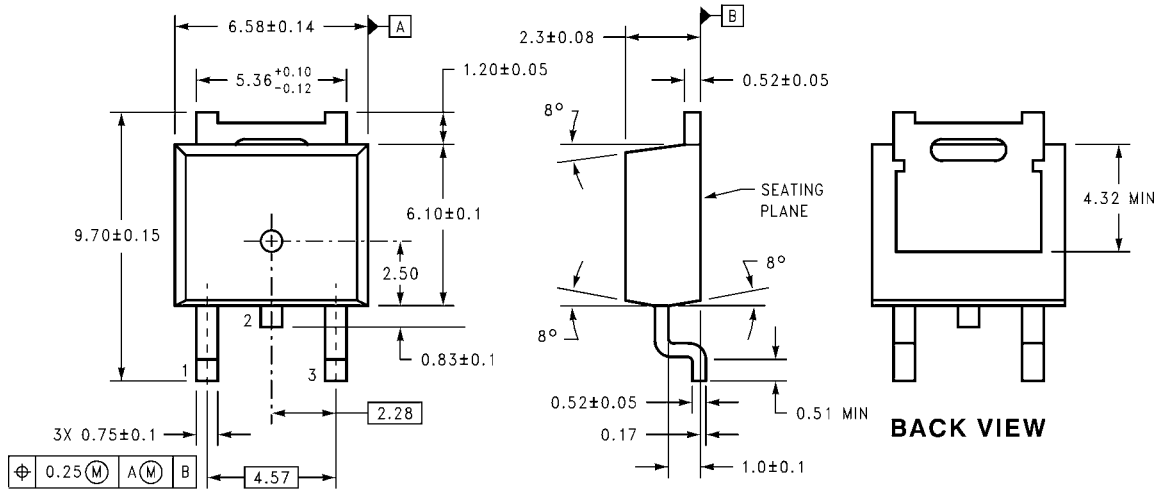 6.58±0.14
A
5.36 +0.10 -0.12
1.20±0.05
9.70±0.15
6.10±0.1
2.50
2
0.83±0.1
1
3
2.28
3X 0.75±0.1
⌖ 0.25 Ⓜ A Ⓜ B
4.57
B
2.3±0.08
0.52±0.05
8°
SEATING
PLANE
8°
8°
0.52±0.05
0.51 MIN
0.17
1.0±0.1
4.32 MIN
BACK VIEW